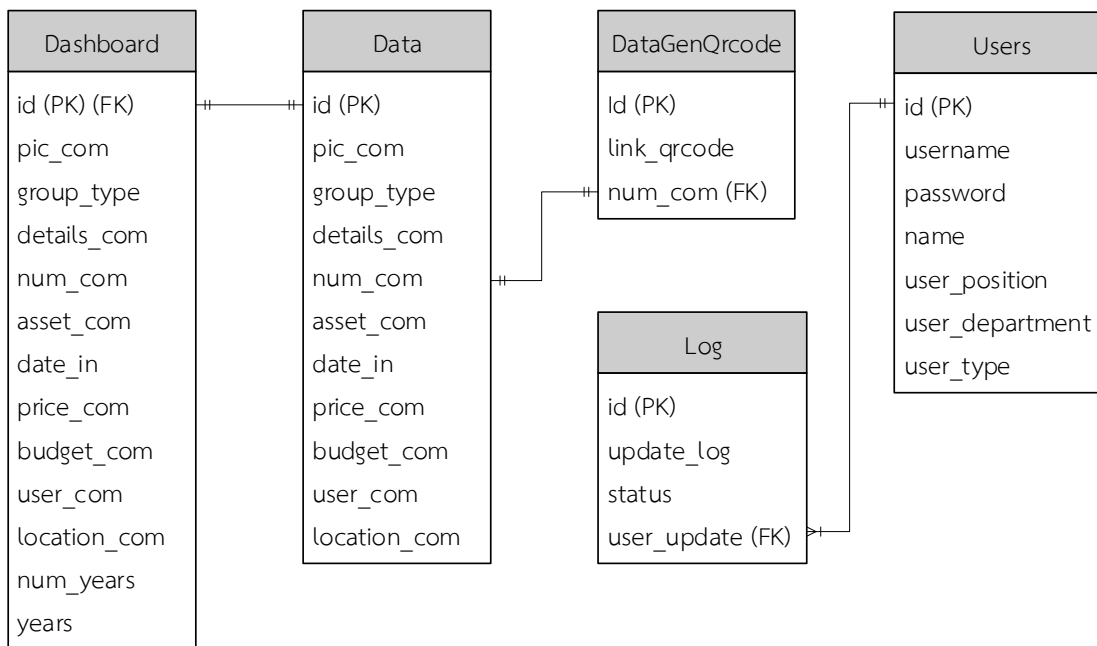 Dashboard
id (PK) (FK)
pic_com
group_type
details_com
num_com
asset_com
date_in
price_com
budget_com
user_com
location_com
num_years
years
Data
id (PK)
pic_com
group_type
details_com
num_com
asset_com
date_in
price_com
budget_com
user_com
location_com
DataGenQrcode
Id (PK)
link_qrcode
num_com (FK)
Log
id (PK)
update_log
status
user_update (FK)
Users
id (PK)
username
password
name
user_position
user_department
user_type